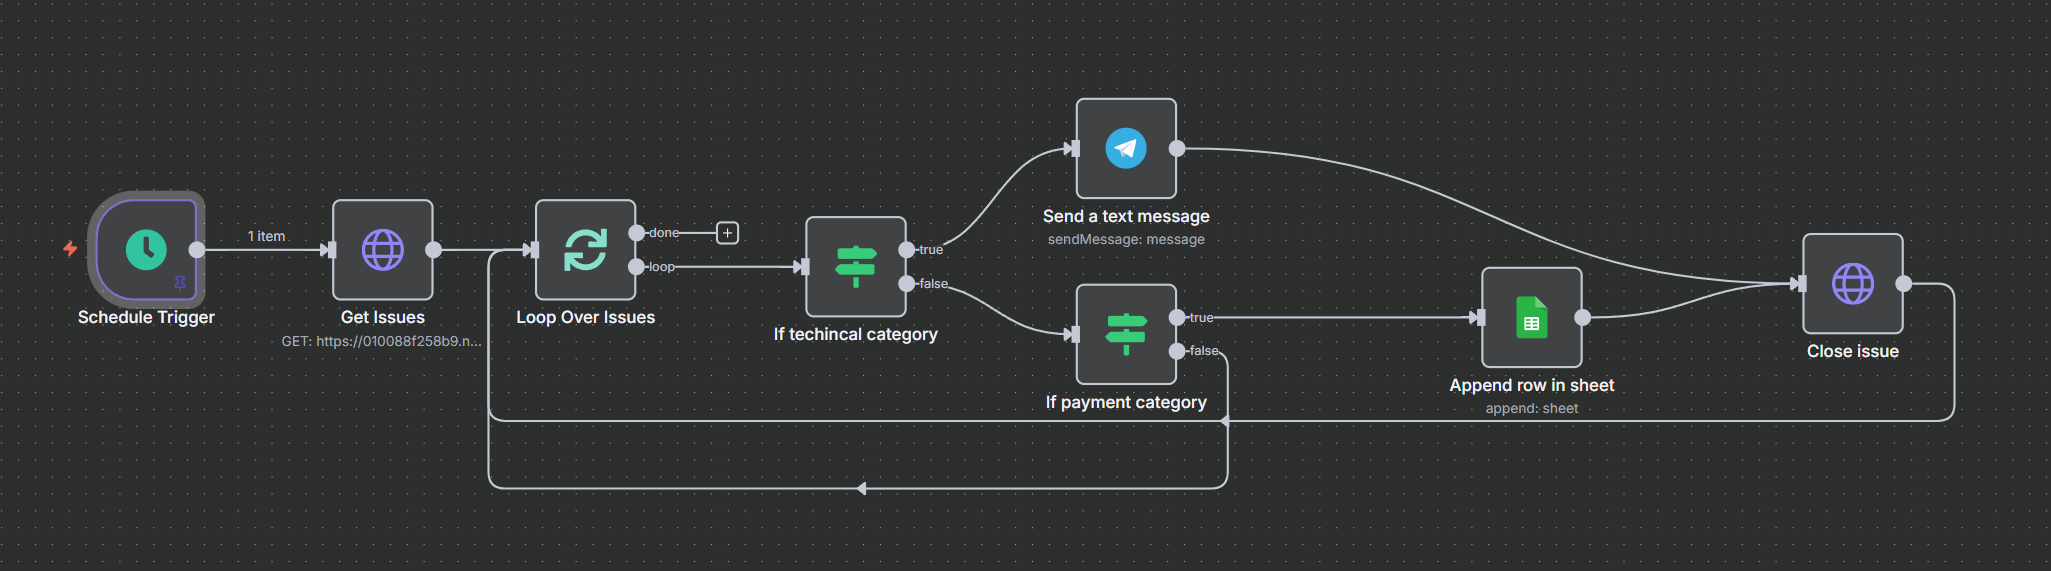 1 item
Schedule Trigger
Get Issues
GET: https://010088f258b9.n...
done
loop
Loop Over Issues
true
false
If techincal category
Send a text message
sendMessage: message
true
false
If payment category
Append row in sheet
append: sheet
Close issue